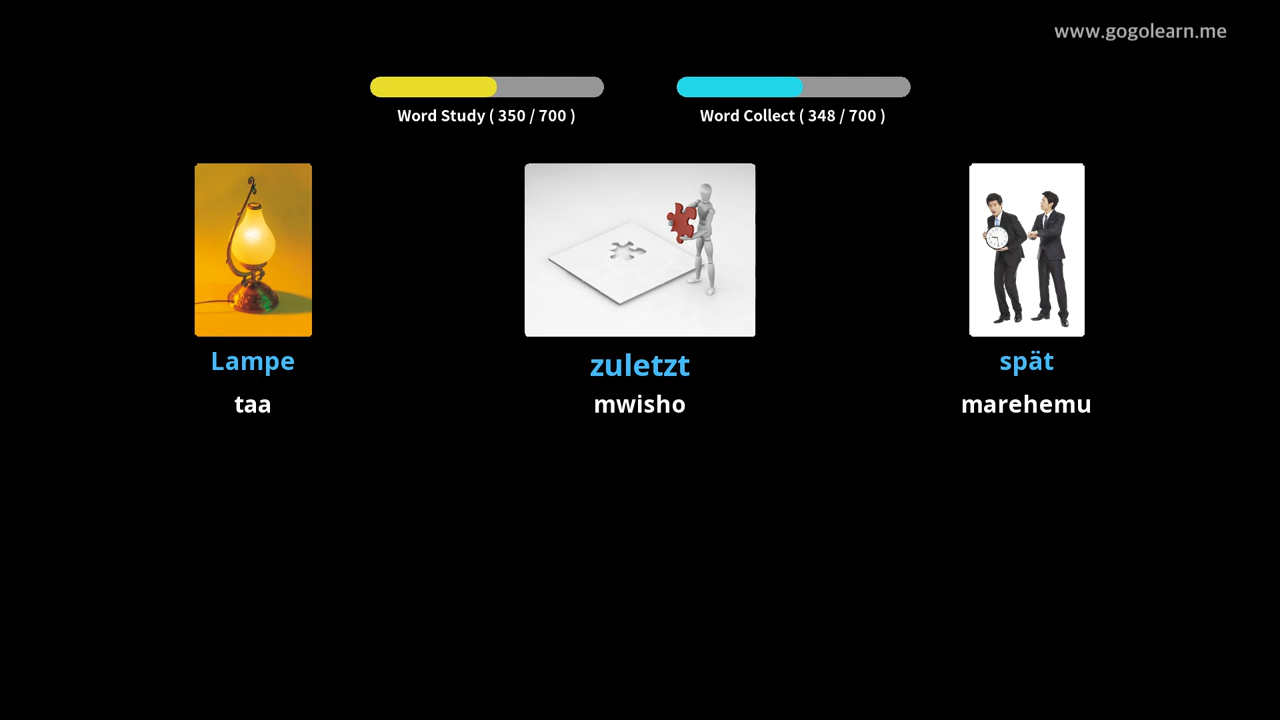 www.gogolearn.me
Word Study ( 350 / 700 )
Word Collect ( 348 / 700 )
Lampe
zuletzt
spät
taa
mwisho
marehemu